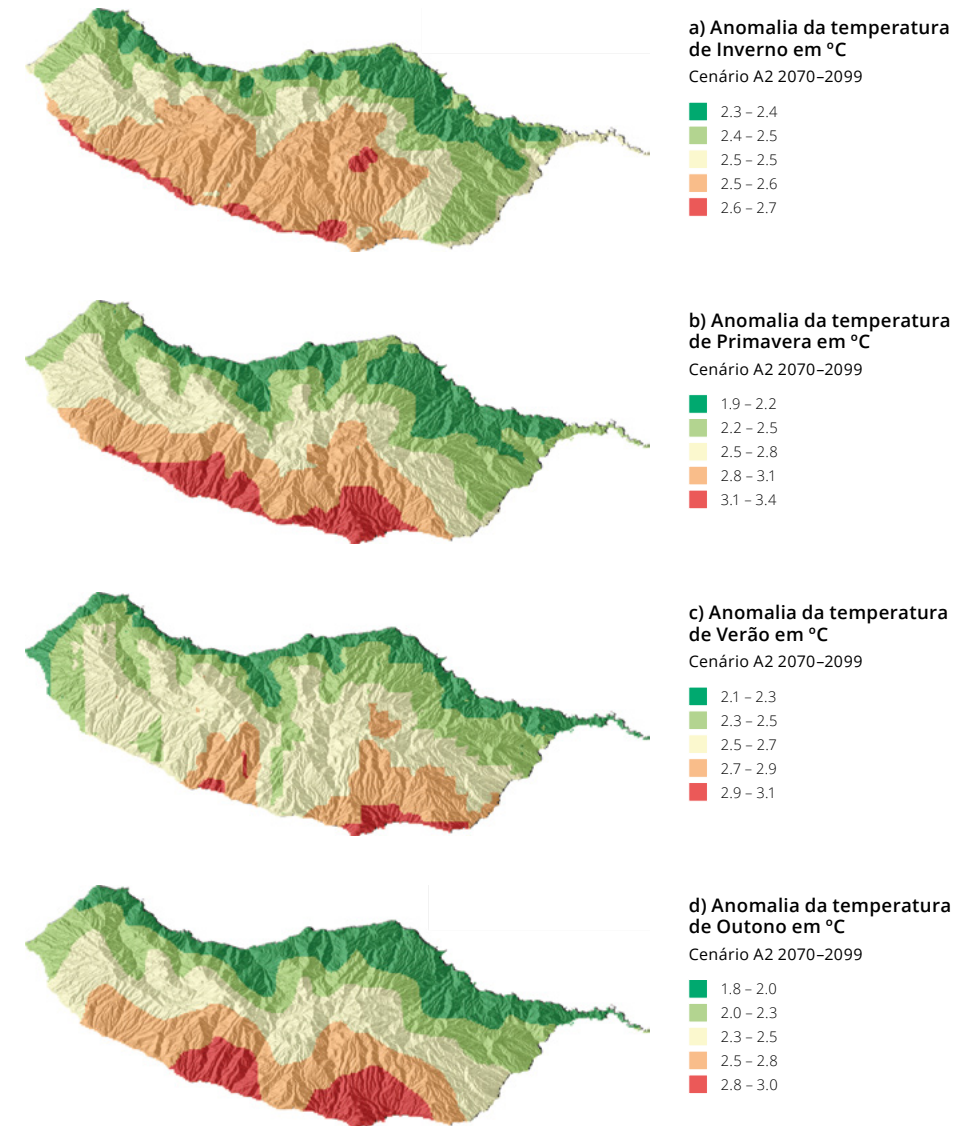 a) Anomalia da temperatura
de Inverno em ºC
Cenário A2 2070–2099
2.3 – 2.4
2.4 – 2.5
2.5 – 2.5
2.5 – 2.6
2.6 – 2.7
b) Anomalia da temperatura
de Primavera em ºC
Cenário A2 2070–2099
1.9 – 2.2
2.2 – 2.5
2.5 – 2.8
2.8 – 3.1
3.1 – 3.4
c) Anomalia da temperatura
de Verão em ºC
Cenário A2 2070–2099
2.1 – 2.3
2.3 – 2.5
2.5 – 2.7
2.7 – 2.9
2.9 – 3.1
d) Anomalia da temperatura
de Outono em ºC
Cenário A2 2070–2099
1.8 – 2.0
2.0 – 2.3
2.3 – 2.5
2.5 – 2.8
2.8 – 3.0